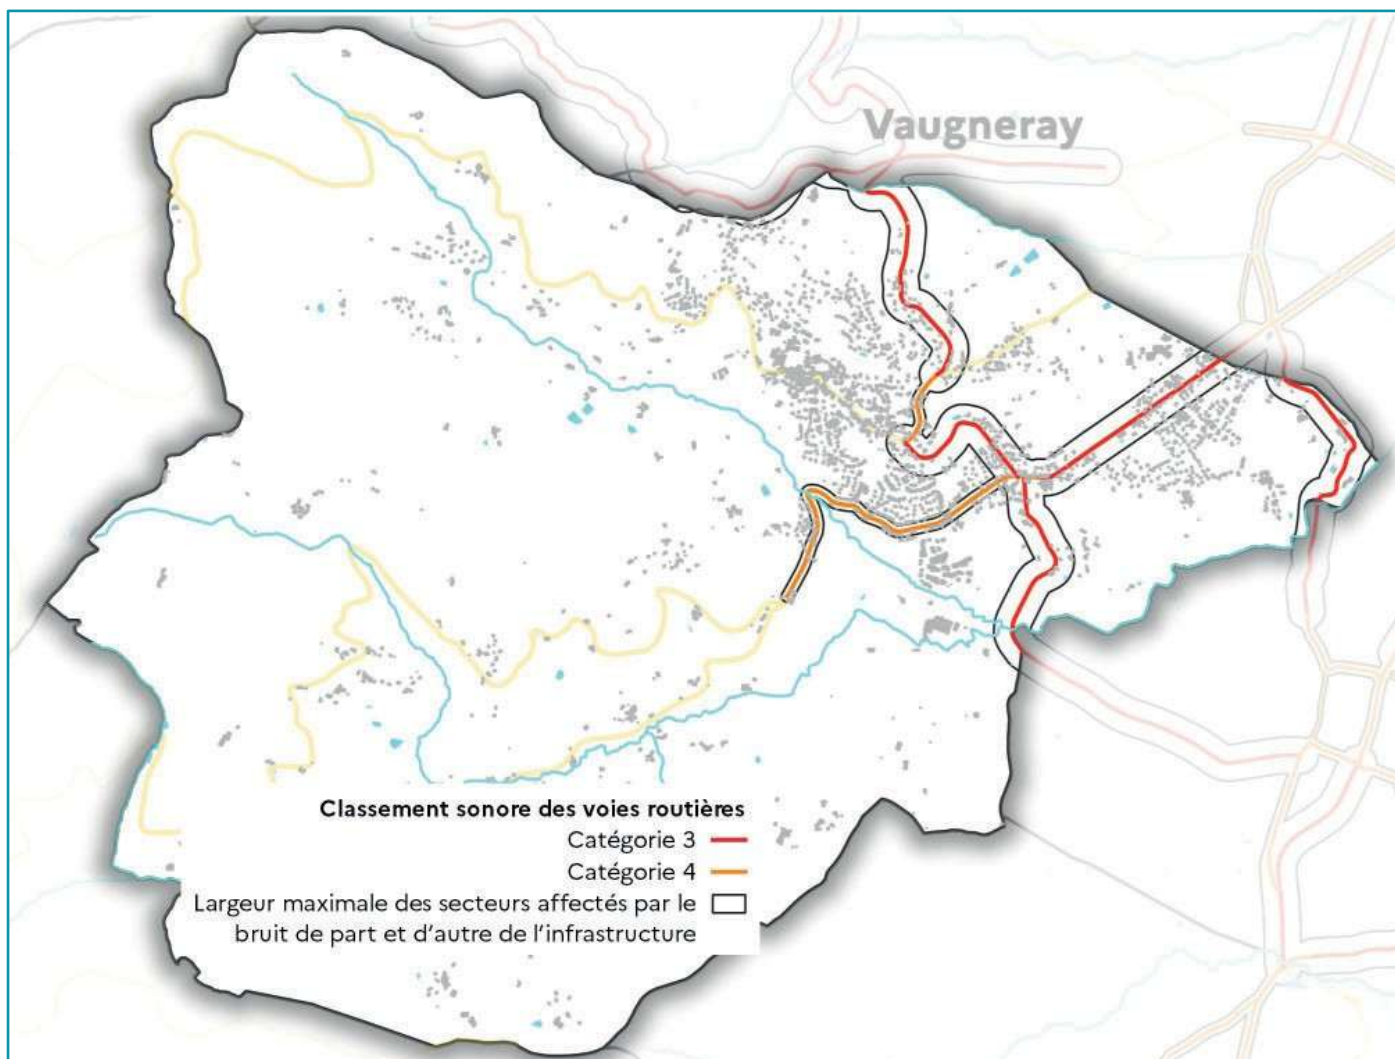 Vaugneray
Classement sonore des voies routières
Catégorie 3
Catégorie 4
Largeur maximale des secteurs affectés par le
bruit de part et d'autre de l'infrastructure